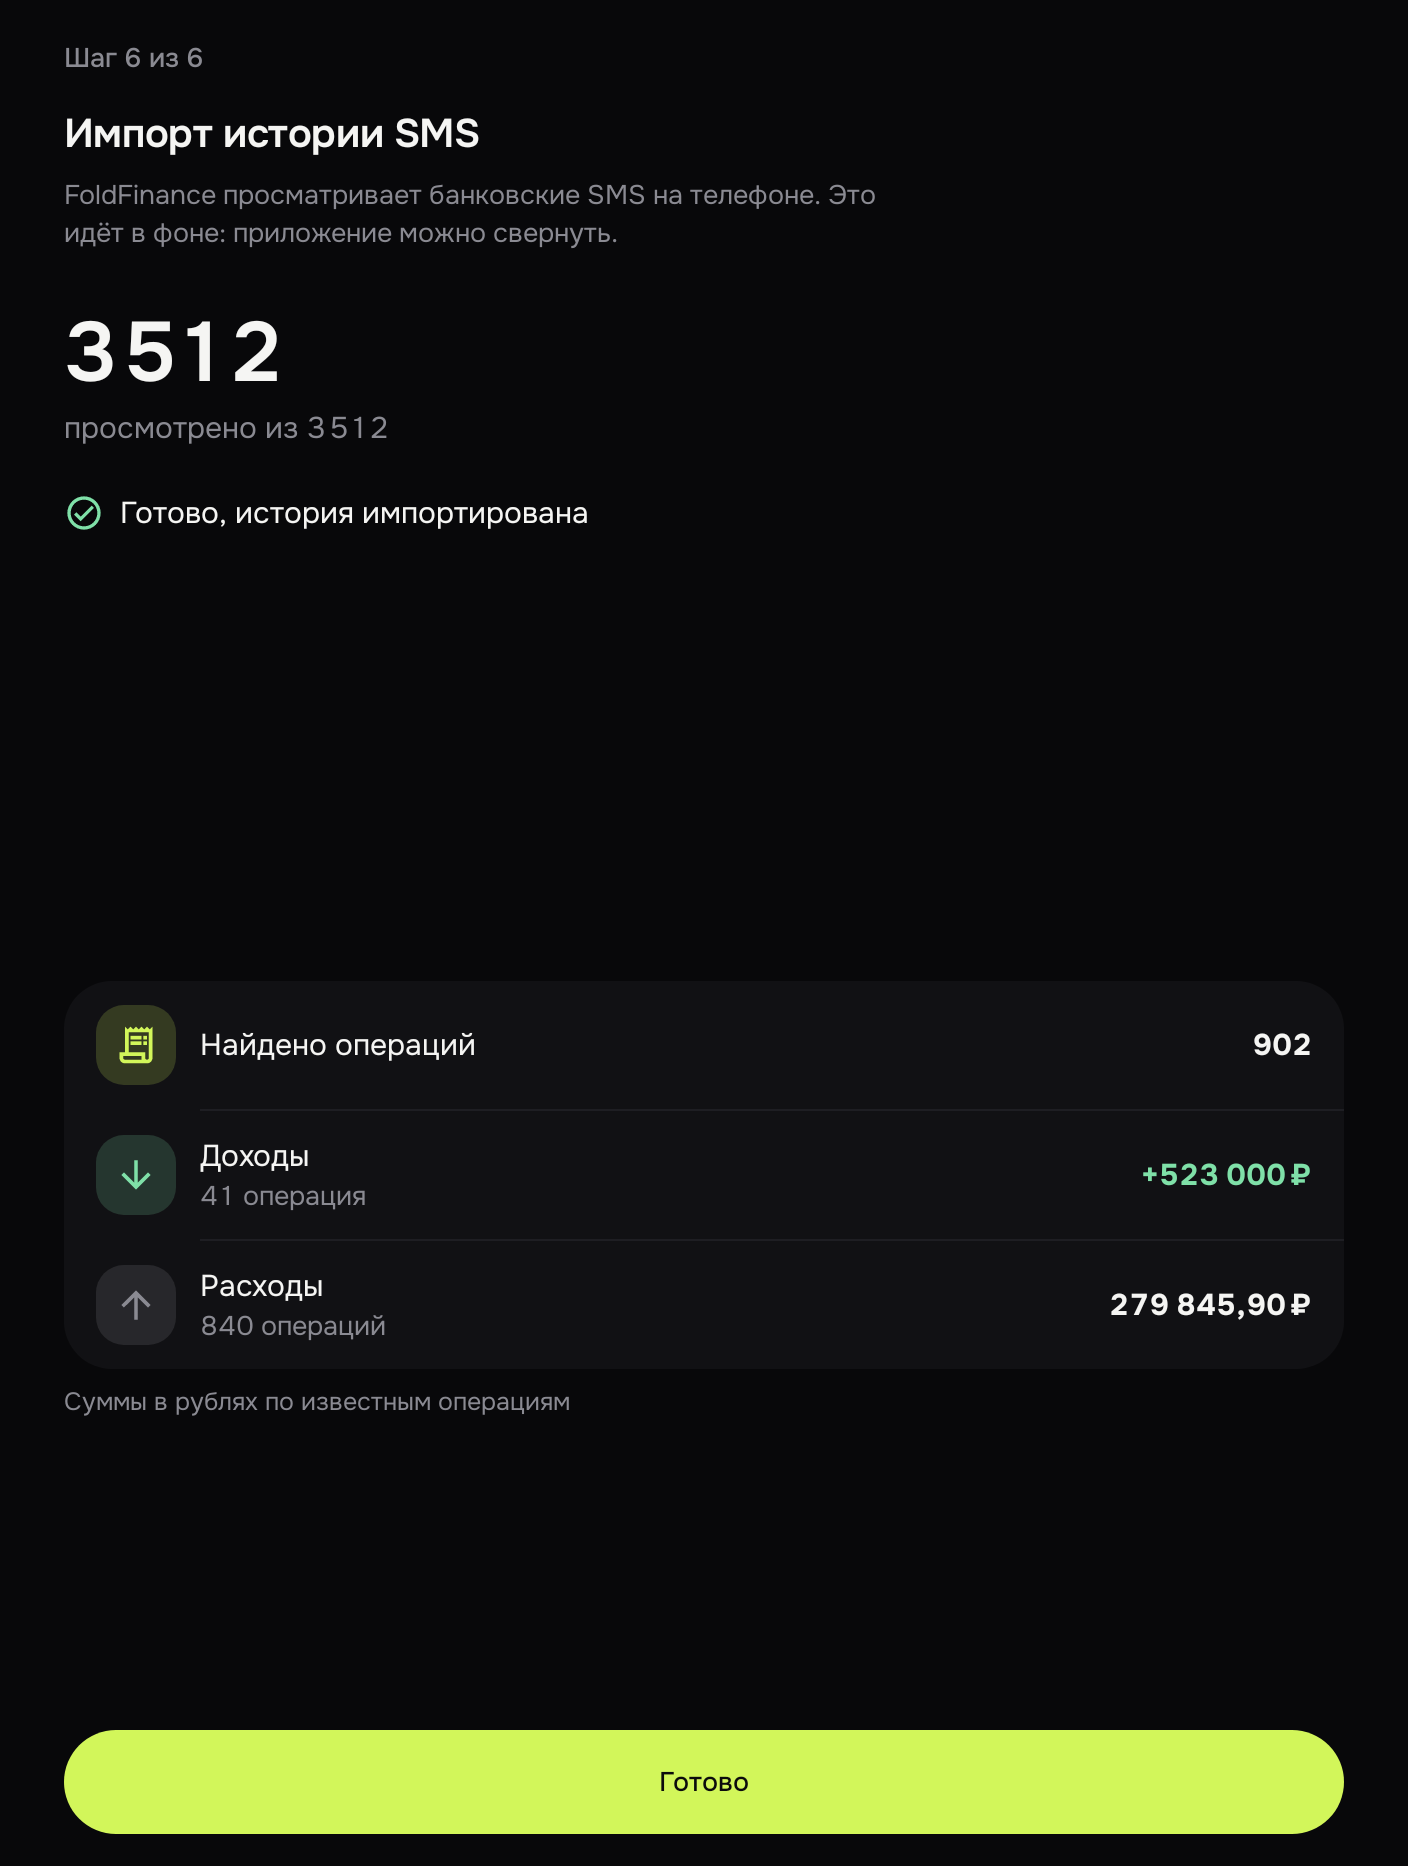 Шаг 6 из 6
Импорт истории SMS
FoldFinance просматривает банковские SMS на телефоне. Это
идёт в фоне: приложение можно свернуть.
3512
просмотрено из 3512
Готово, история импортирована
Найдено операций 902
Доходы
41 операция
+523 000 ₽
Расходы
840 операций
279 845,90 ₽
Суммы в рублях по известным операциям
Готово